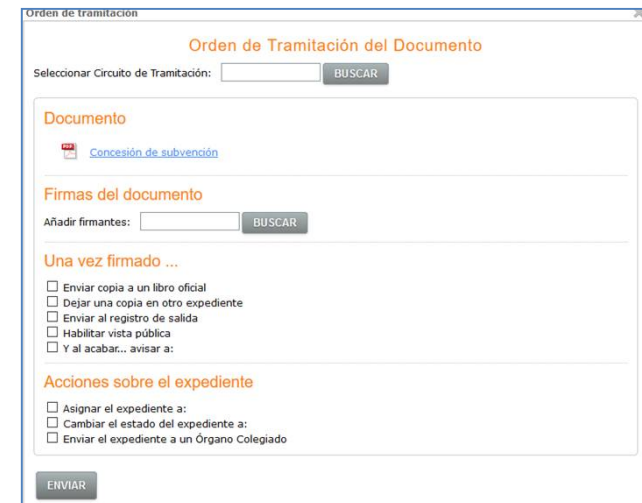 Orden de tramitación
Orden de Tramitación del Documento
Seleccionar Circuito de Tramitación: BUSCAR
Documento
PDF Concesión de subvención
Firmas del documento
Añadir firmantes: BUSCAR
Una vez firmado ...
Enviar copia a un libro oficial
Dejar una copia en otro expediente
Enviar al registro de salida
Habilitar vista pública
Y al acabar... avisar a:
Acciones sobre el expediente
Asignar el expediente a:
Cambiar el estado del expediente a:
Enviar el expediente a un Órgano Colegiado
ENVIAR